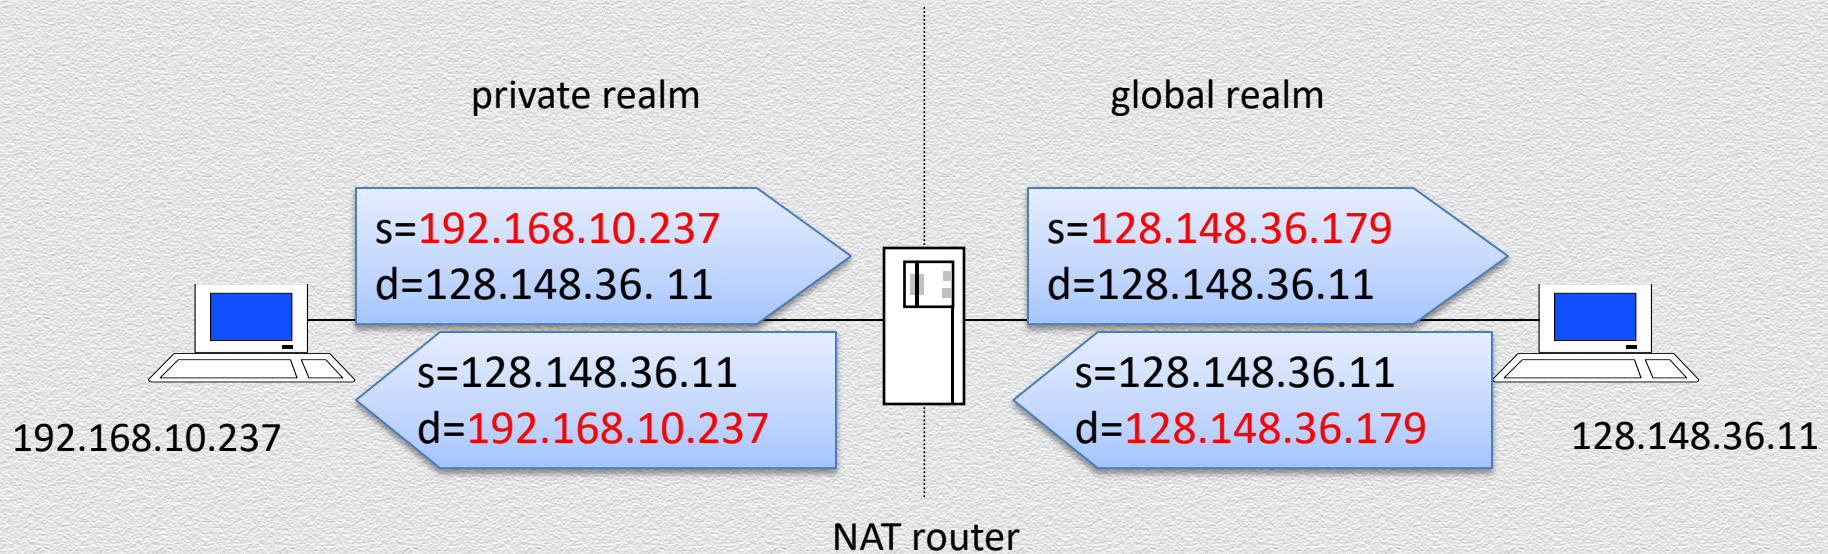 private realm
global realm
s=192.168.10.237
d=128.148.36. 11
s=128.148.36.179
d=128.148.36.11
s=128.148.36.11
d=192.168.10.237
s=128.148.36.11
d=128.148.36.179
192.168.10.237
128.148.36.11
NAT router